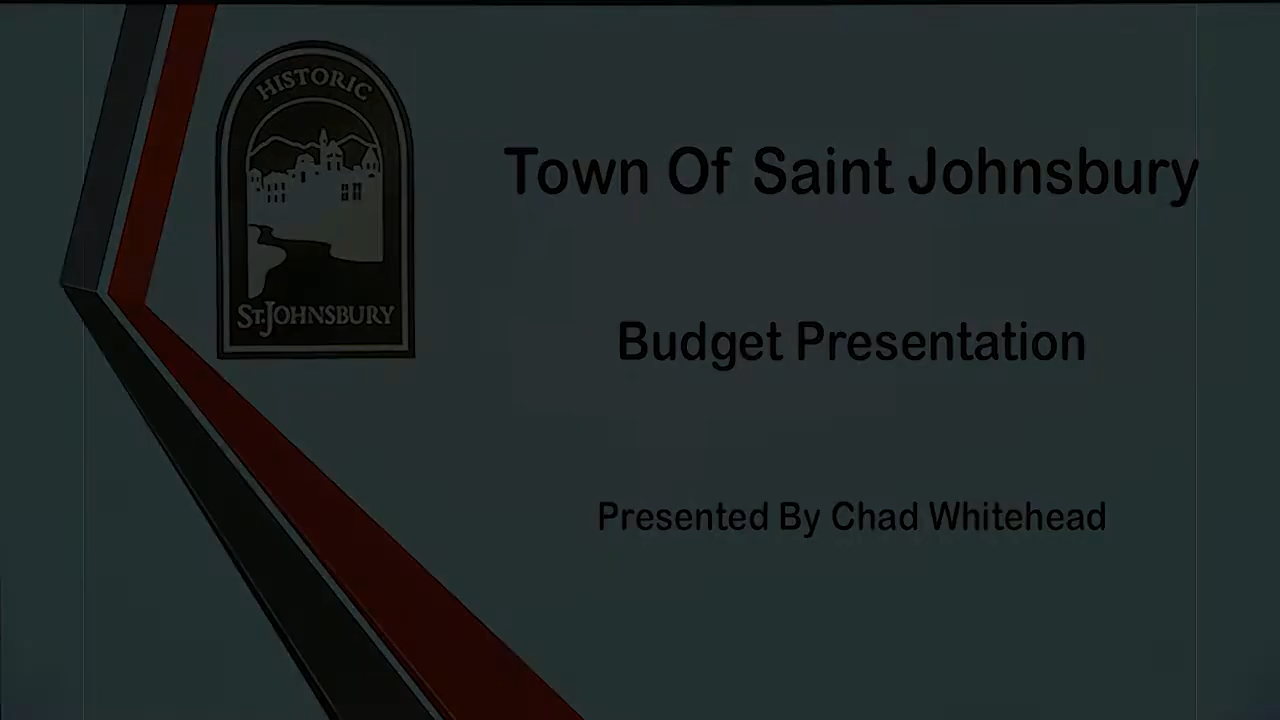 HISTORIC
ST. JOHNSBURY
Town Of Saint Johnsbury
Budget Presentation
Presented By Chad Whitehead